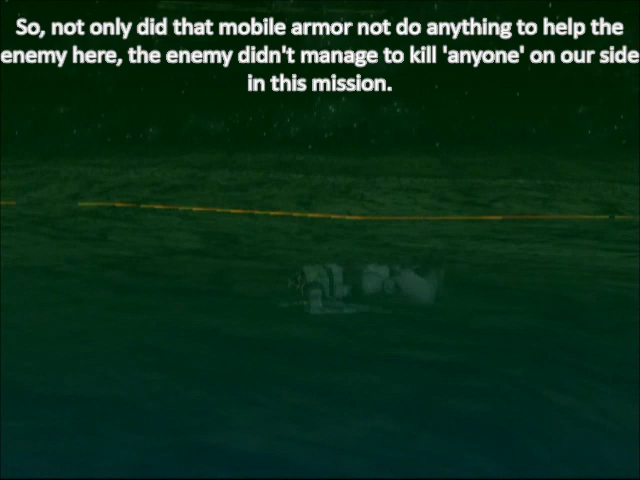 So, not only did that mobile armor not do anything to help the
enemy here, the enemy didn't manage to kill 'anyone' on our side
in this mission.